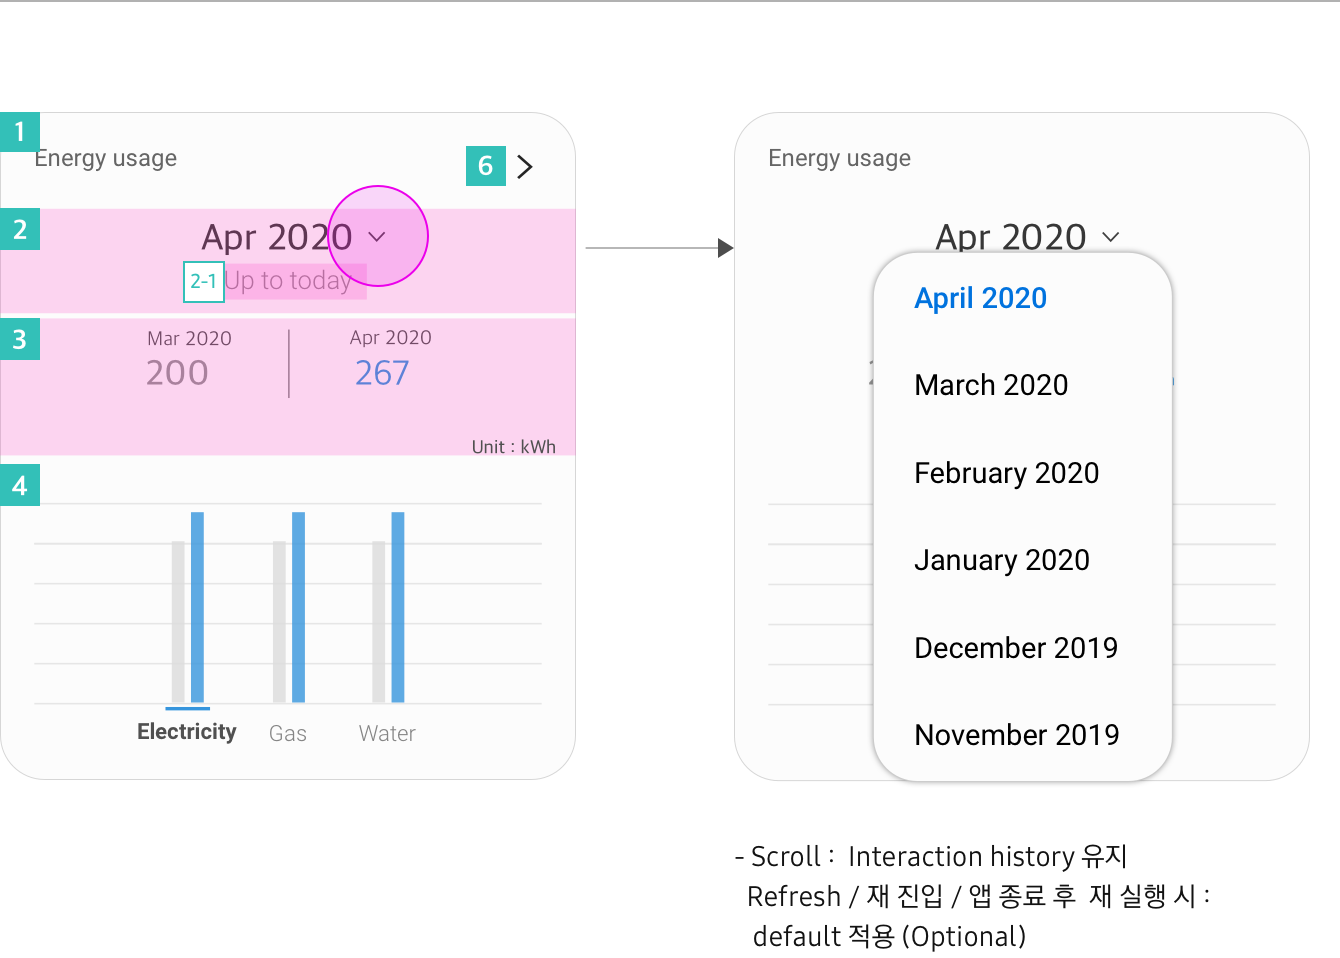 1
Energy usage
6
2
Apr 2020
2-1
Up to today
3
Mar 2020
Apr 2020
200
267
Unit : kWh
4
Electricity
Gas
Water
Energy usage
Apr 2020
April 2020
March 2020
February 2020
January 2020
December 2019
November 2019
- Scroll : Interaction history 유지
Refresh / 재 진입 / 앱 종료 후 재 실행 시 :
default 적용 (Optional)